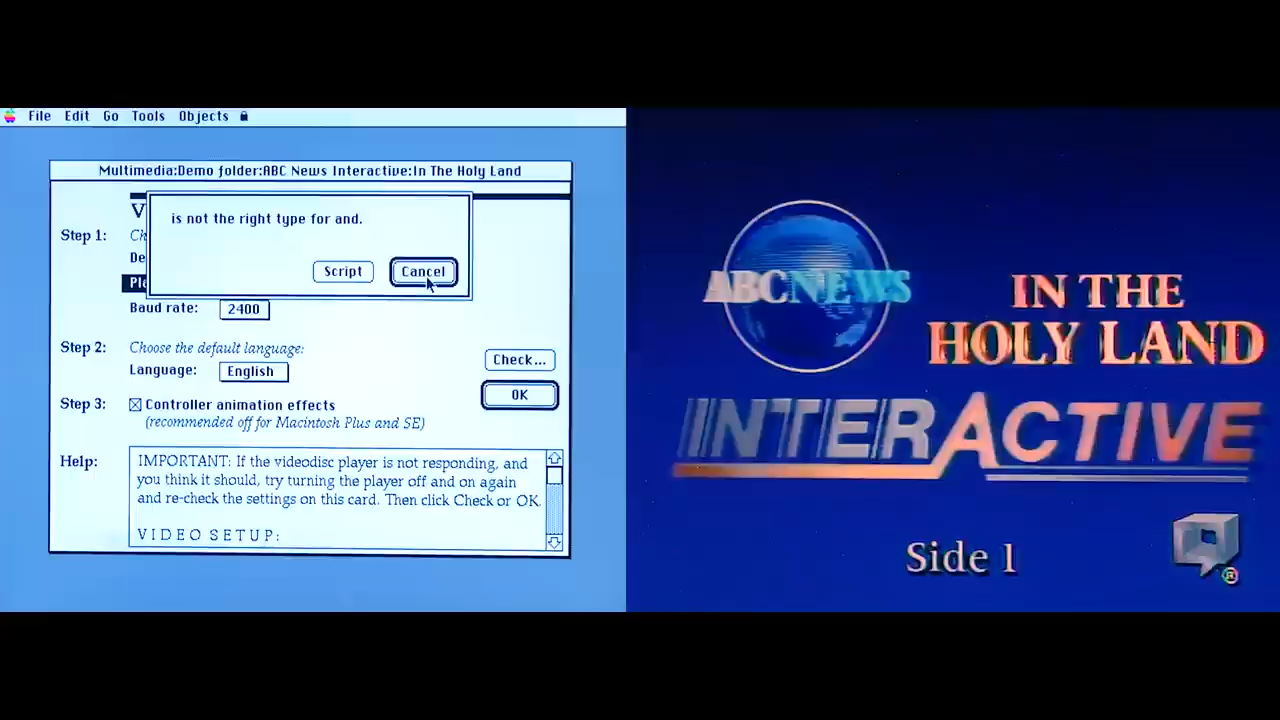 File Edit Go Tools Objects
Multimedia:Demo folder:ABC News Interactive:In The Holy Land
V
is not the right type for and.
Script Cancel
Step 1: Ch
De
Pl
Baud rate: 2400
Step 2: Choose the default language:
Language: English
Check...
OK
Step 3: Controller animation effects
(recommended off for Macintosh Plus and SE)
Help: IMPORTANT: If the videodisc player is not responding, and
you think it should, try turning the player off and on again
and re-check the settings on this card. Then click Check or OK.
VIDEO SETUP:
ABCNEWS
IN THE
HOLY LAND
INTERACTIVE
Side 1
®